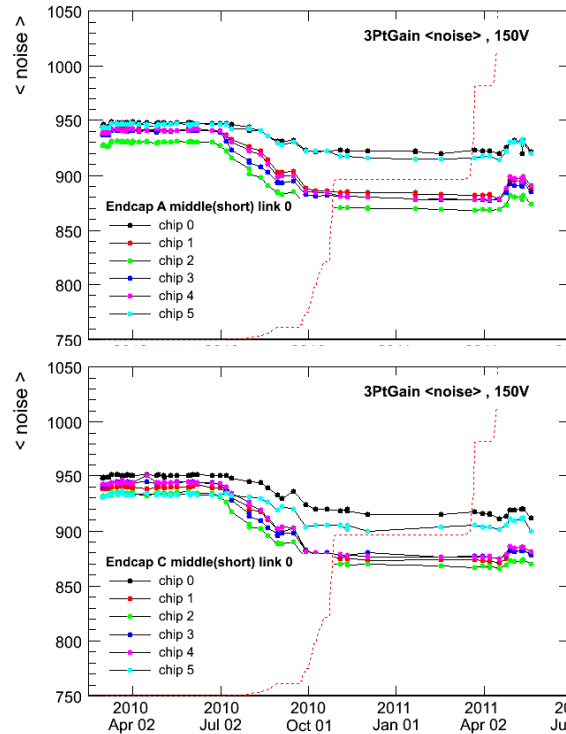 < noise >
1050
1000
950
900
850
800
750
3PtGain <noise> , 150V
Endcap A middle(short) link 0
chip 0
chip 1
chip 2
chip 3
chip 4
chip 5
< noise >
1050
1000
950
900
850
800
750
3PtGain <noise> , 150V
Endcap C middle(short) link 0
chip 0
chip 1
chip 2
chip 3
chip 4
chip 5
2010 2010 2010 2011 2011
Apr 02 Jul 02 Oct 01 Jan 01 Apr 02